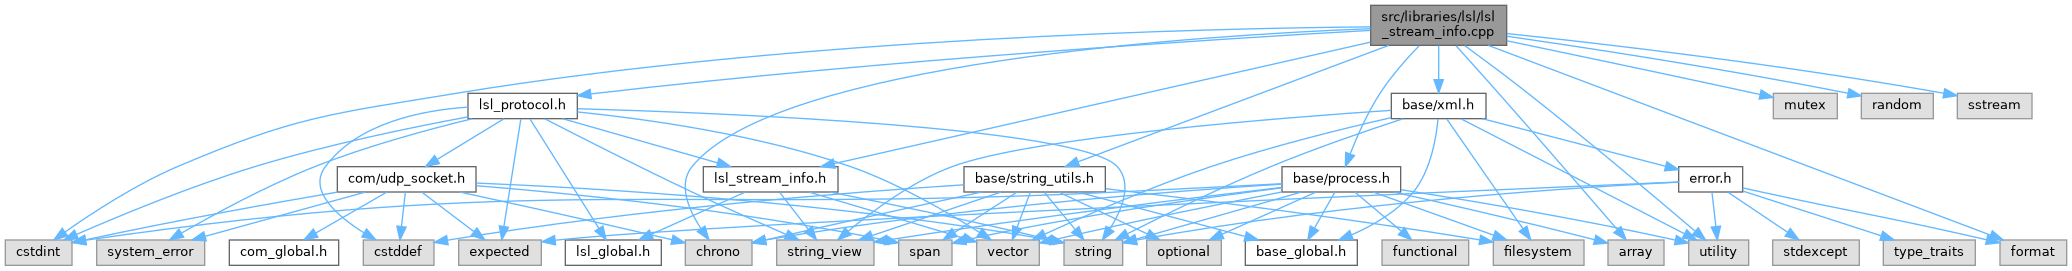 src/libraries/lsl/lsl
_stream_info.cpp
lsl_protocol.h
base/xml.h
mutex
random
sstream
com/udp_socket.h
lsl_stream_info.h
base/string_utils.h
base/process.h
error.h
cstdint
system_error
com_global.h
cstddef
expected
lsl_global.h
chrono
string_view
span
vector
string
optional
base_global.h
functional
filesystem
array
utility
stdexcept
type_traits
format